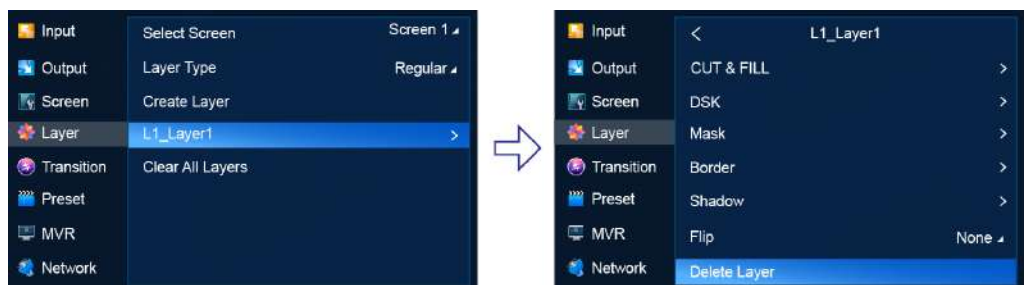 Input
Output
Screen
Layer
Transition
Preset
MVR
Network
Select Screen Screen 1
Layer Type Regular
Create Layer
L1_Layer1 >
Clear All Layers
Input
Output
Screen
Layer
Transition
Preset
MVR
Network
< L1_Layer1
CUT & FILL >
DSK >
Mask >
Border >
Shadow >
Flip None
Delete Layer